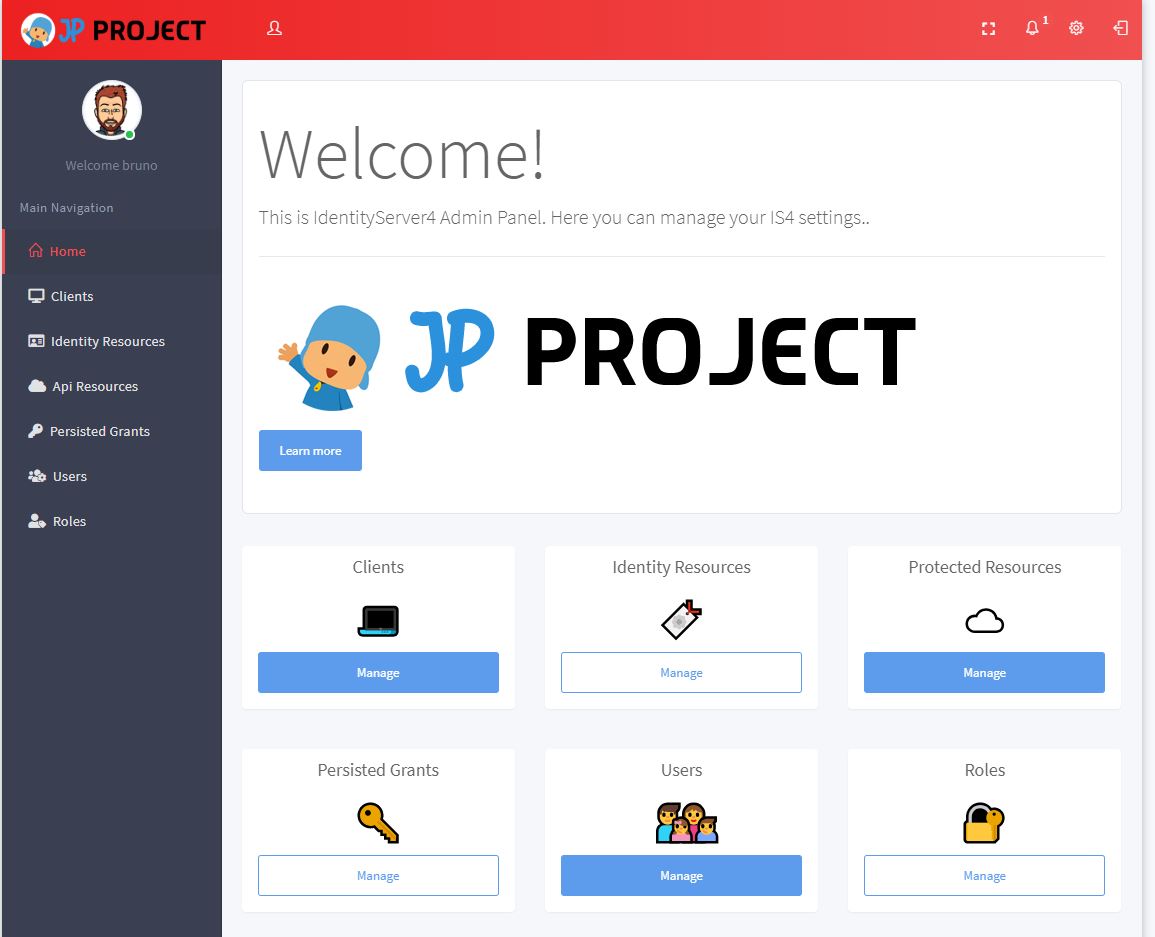 JP PROJECT
1
Welcome bruno
Main Navigation
Home
Clients
Identity Resources
Api Resources
Persisted Grants
Users
Roles
Welcome!
This is IdentityServer4 Admin Panel. Here you can manage your IS4 settings..
JP PROJECT
Learn more
Clients
Manage
Identity Resources
Manage
Protected Resources
Manage
Persisted Grants
Manage
Users
Manage
Roles
Manage